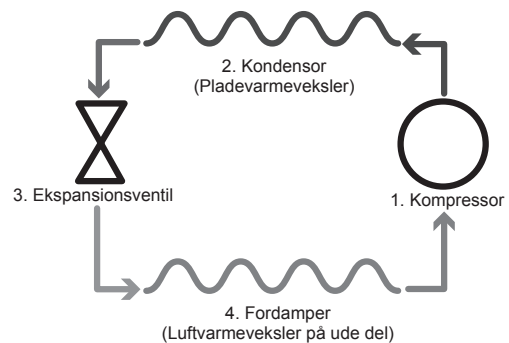 2. Kondensor
(Pladevarmeveksler)
3. Ekspansionsventil
1. Kompressor
4. Fordamper
(Luftvarmeveksler på ude del)